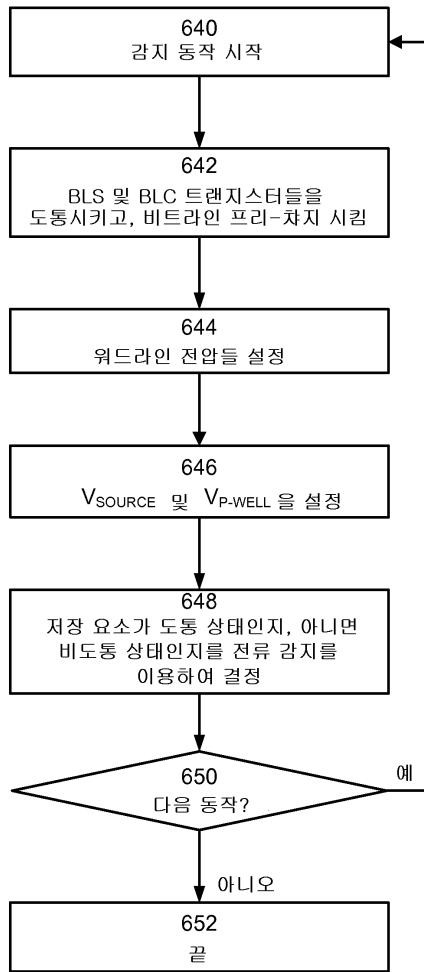 640
감지 동작 시작
642
BLS 및 BLC 트랜지스터들을
도통시키고, 비트라인 프리-챠지 시킴
644
워드라인 전압들 설정
646
VSOURCE 및 VP-WELL 을 설정
648
저장 요소가 도통 상태인지, 아니면
비도통 상태인지를 전류 감지를
이용하여 결정
650
다음 동작?
예
아니오
652
끝